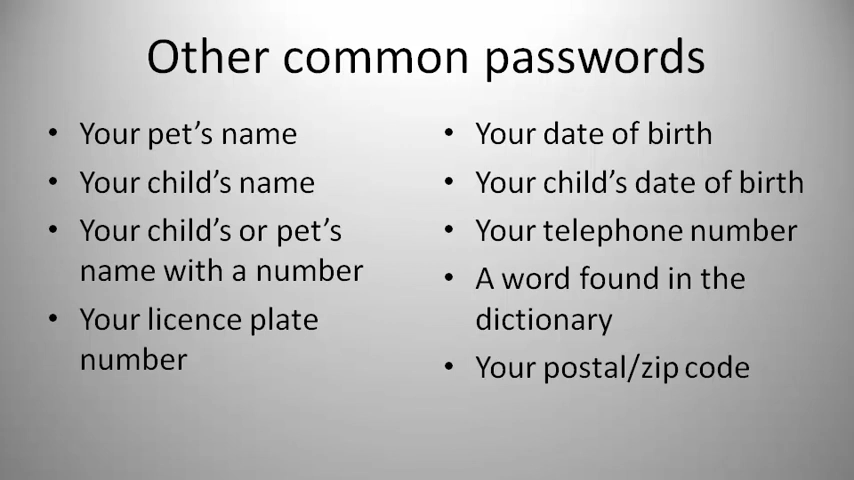 Other common passwords
• Your pet's name
• Your child's name
• Your child's or pet's
name with a number
• Your licence plate
number
• Your date of birth
• Your child's date of birth
• Your telephone number
• A word found in the
dictionary
• Your postal/zip code